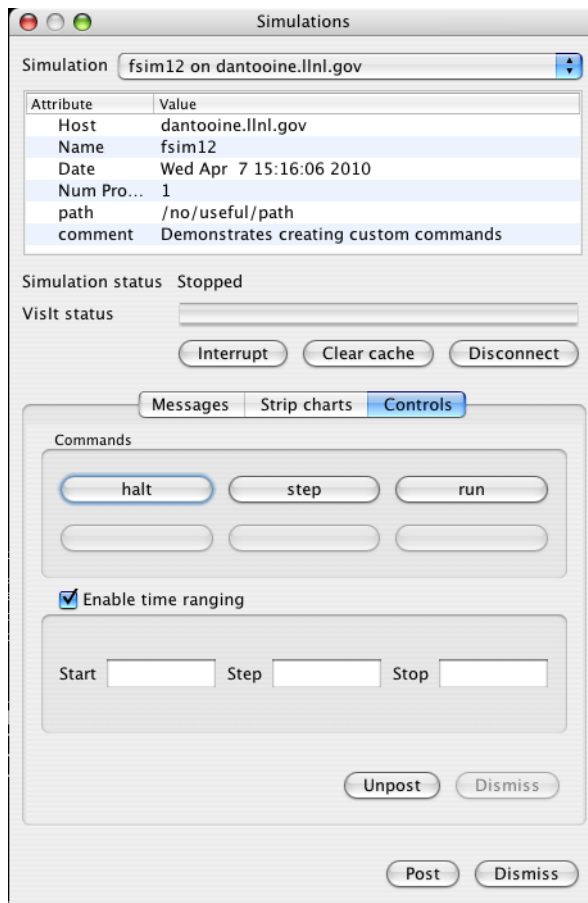 Simulations
Simulation fsim12 on dantooine.llnl.gov
Attribute Value
Host dantooine.llnl.gov
Name fsim12
Date Wed Apr 7 15:16:06 2010
Num Pro... 1
path /no/useful/path
comment Demonstrates creating custom commands
Simulation status Stopped
VisIt status
Interrupt Clear cache Disconnect
Messages Strip charts Controls
Commands
halt step run
Enable time ranging
Start Step Stop
Unpost Dismiss
Post Dismiss